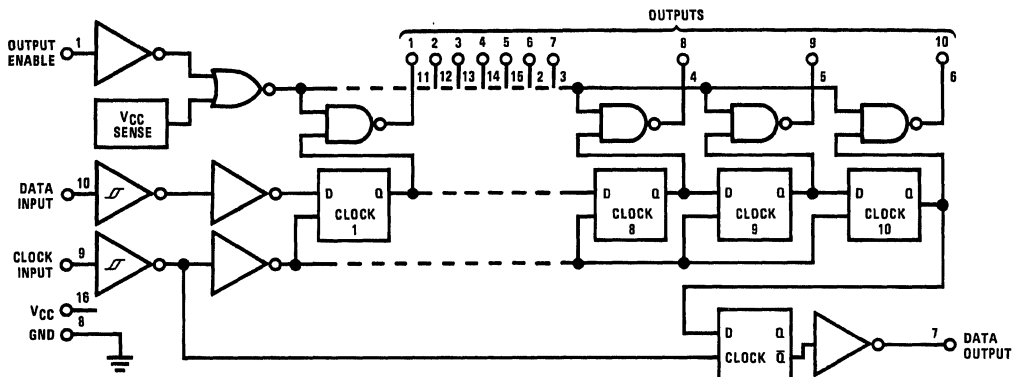 OUTPUTS
1 2 3 4 5 6 7 8 9 10
11 12 13 14 15 15 2 3 4 5 6
OUTPUT
ENABLE
1
VCC
SENSE
DATA
INPUT
10
D Q
CLOCK
1
D Q
CLOCK
8
D Q
CLOCK
9
D Q
CLOCK
10
CLOCK
INPUT
9
VCC
16
GND
8
D Q
CLOCK Q̅
7
DATA
OUTPUT